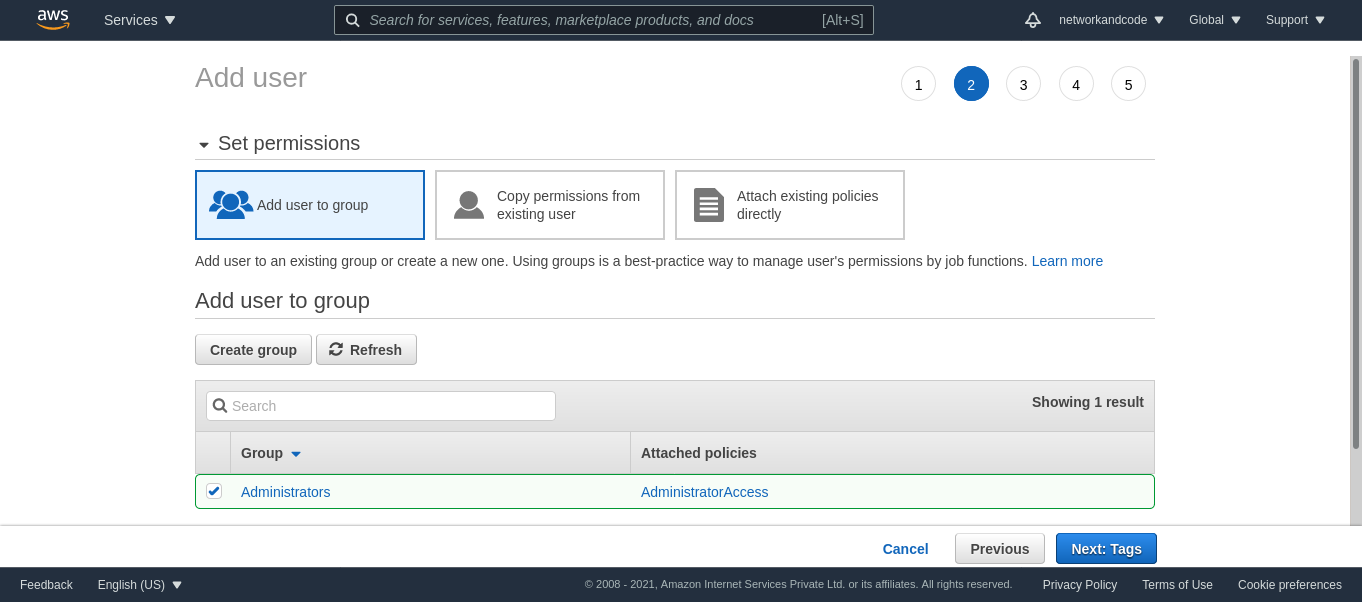 aws Services Search for services, features, marketplace products, and docs [Alt+S] networkandcode Global Support
Add user 1 2 3 4 5
Set permissions
Add user to group
Copy permissions from
existing user
Attach existing policies
directly
Add user to an existing group or create a new one. Using groups is a best-practice way to manage user's permissions by job functions. Learn more
Add user to group
Create group Refresh
Search Showing 1 result
Group Attached policies
Administrators AdministratorAccess
Cancel Previous Next: Tags
Feedback English (US) © 2008 - 2021, Amazon Internet Services Private Ltd. or its affiliates. All rights reserved. Privacy Policy Terms of Use Cookie preferences